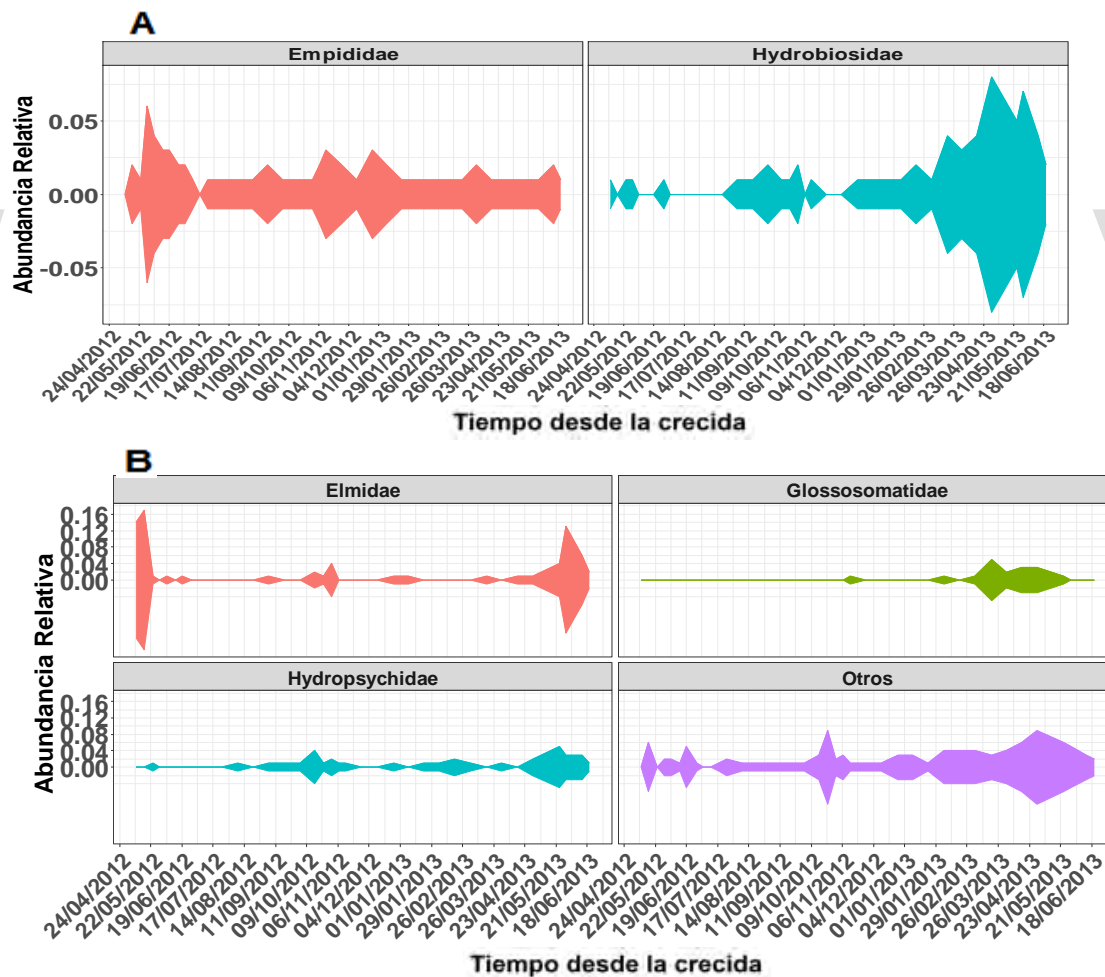 A
Empididae
Hydrobiosidae
Abundancia Relativa
0.05
0.00
-0.05
24/04/2012 22/05/2012 19/06/2012 17/07/2012 14/08/2012 11/09/2012 09/10/2012 06/11/2012 04/12/2012 01/01/2013 29/01/2013 26/02/2013 26/03/2013 23/04/2013 21/05/2013 18/06/2013
24/04/2012 22/05/2012 19/06/2012 17/07/2012 14/08/2012 11/09/2012 09/10/2012 06/11/2012 04/12/2012 01/01/2013 29/01/2013 26/02/2013 26/03/2013 23/04/2013 21/05/2013 18/06/2013
Tiempo desde la crecida
B
Elmidae
Glossosomatidae
Abundancia Relativa
0.16
0.12
0.08
0.04
0.00
Hydropsychidae
Otros
0.16
0.12
0.08
0.04
0.00
24/04/2012 22/05/2012 19/06/2012 17/07/2012 14/08/2012 11/09/2012 09/10/2012 06/11/2012 04/12/2012 01/01/2013 29/01/2013 26/02/2013 26/03/2013 23/04/2013 21/05/2013 18/06/2013
24/04/2012 22/05/2012 19/06/2012 17/07/2012 14/08/2012 11/09/2012 09/10/2012 06/11/2012 04/12/2012 01/01/2013 29/01/2013 26/02/2013 26/03/2013 23/04/2013 21/05/2013 18/06/2013
Tiempo desde la crecida